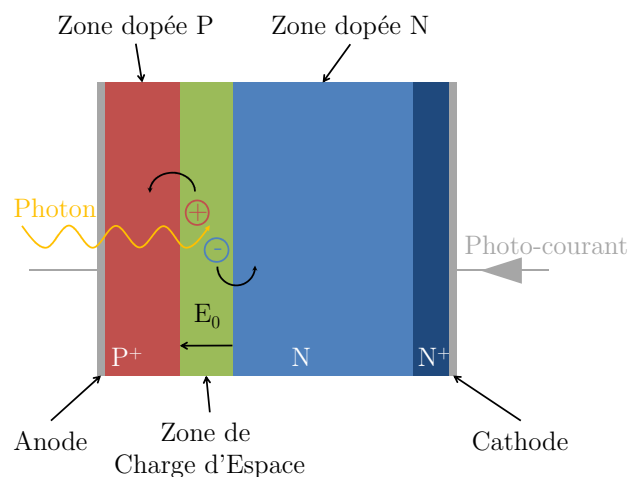 Zone dopée P
Zone dopée N
Photon
+
-
Photo-courant
E₀
P⁺
N
N⁺
Anode
Zone de
Charge d'Espace
Cathode